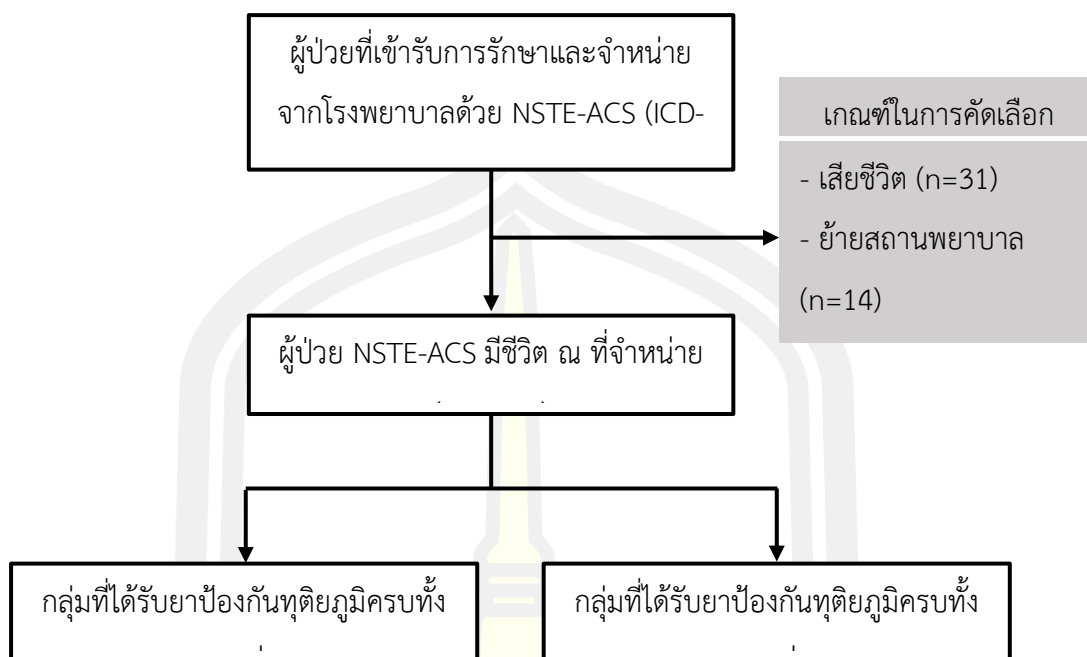 ผู้ป่วยที่เข้ารับการรักษาและจำหน่าย
จากโรงพยาบาลด้วย NSTE-ACS (ICD-
เกณฑ์ในการคัดเลือก
- เสียชีวิต (n=31)
- ย้ายสถานพยาบาล
(n=14)
ผู้ป่วย NSTE-ACS มีชีวิต ณ ที่จำหน่าย
กลุ่มที่ได้รับยาป้องกันทุติยภูมิครบทั้ง
กลุ่มที่ได้รับยาป้องกันทุติยภูมิครบทั้ง